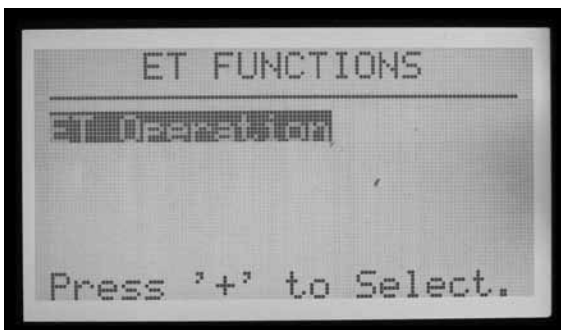 ET FUNCTIONS
ET Operation
Press '+' to Select.